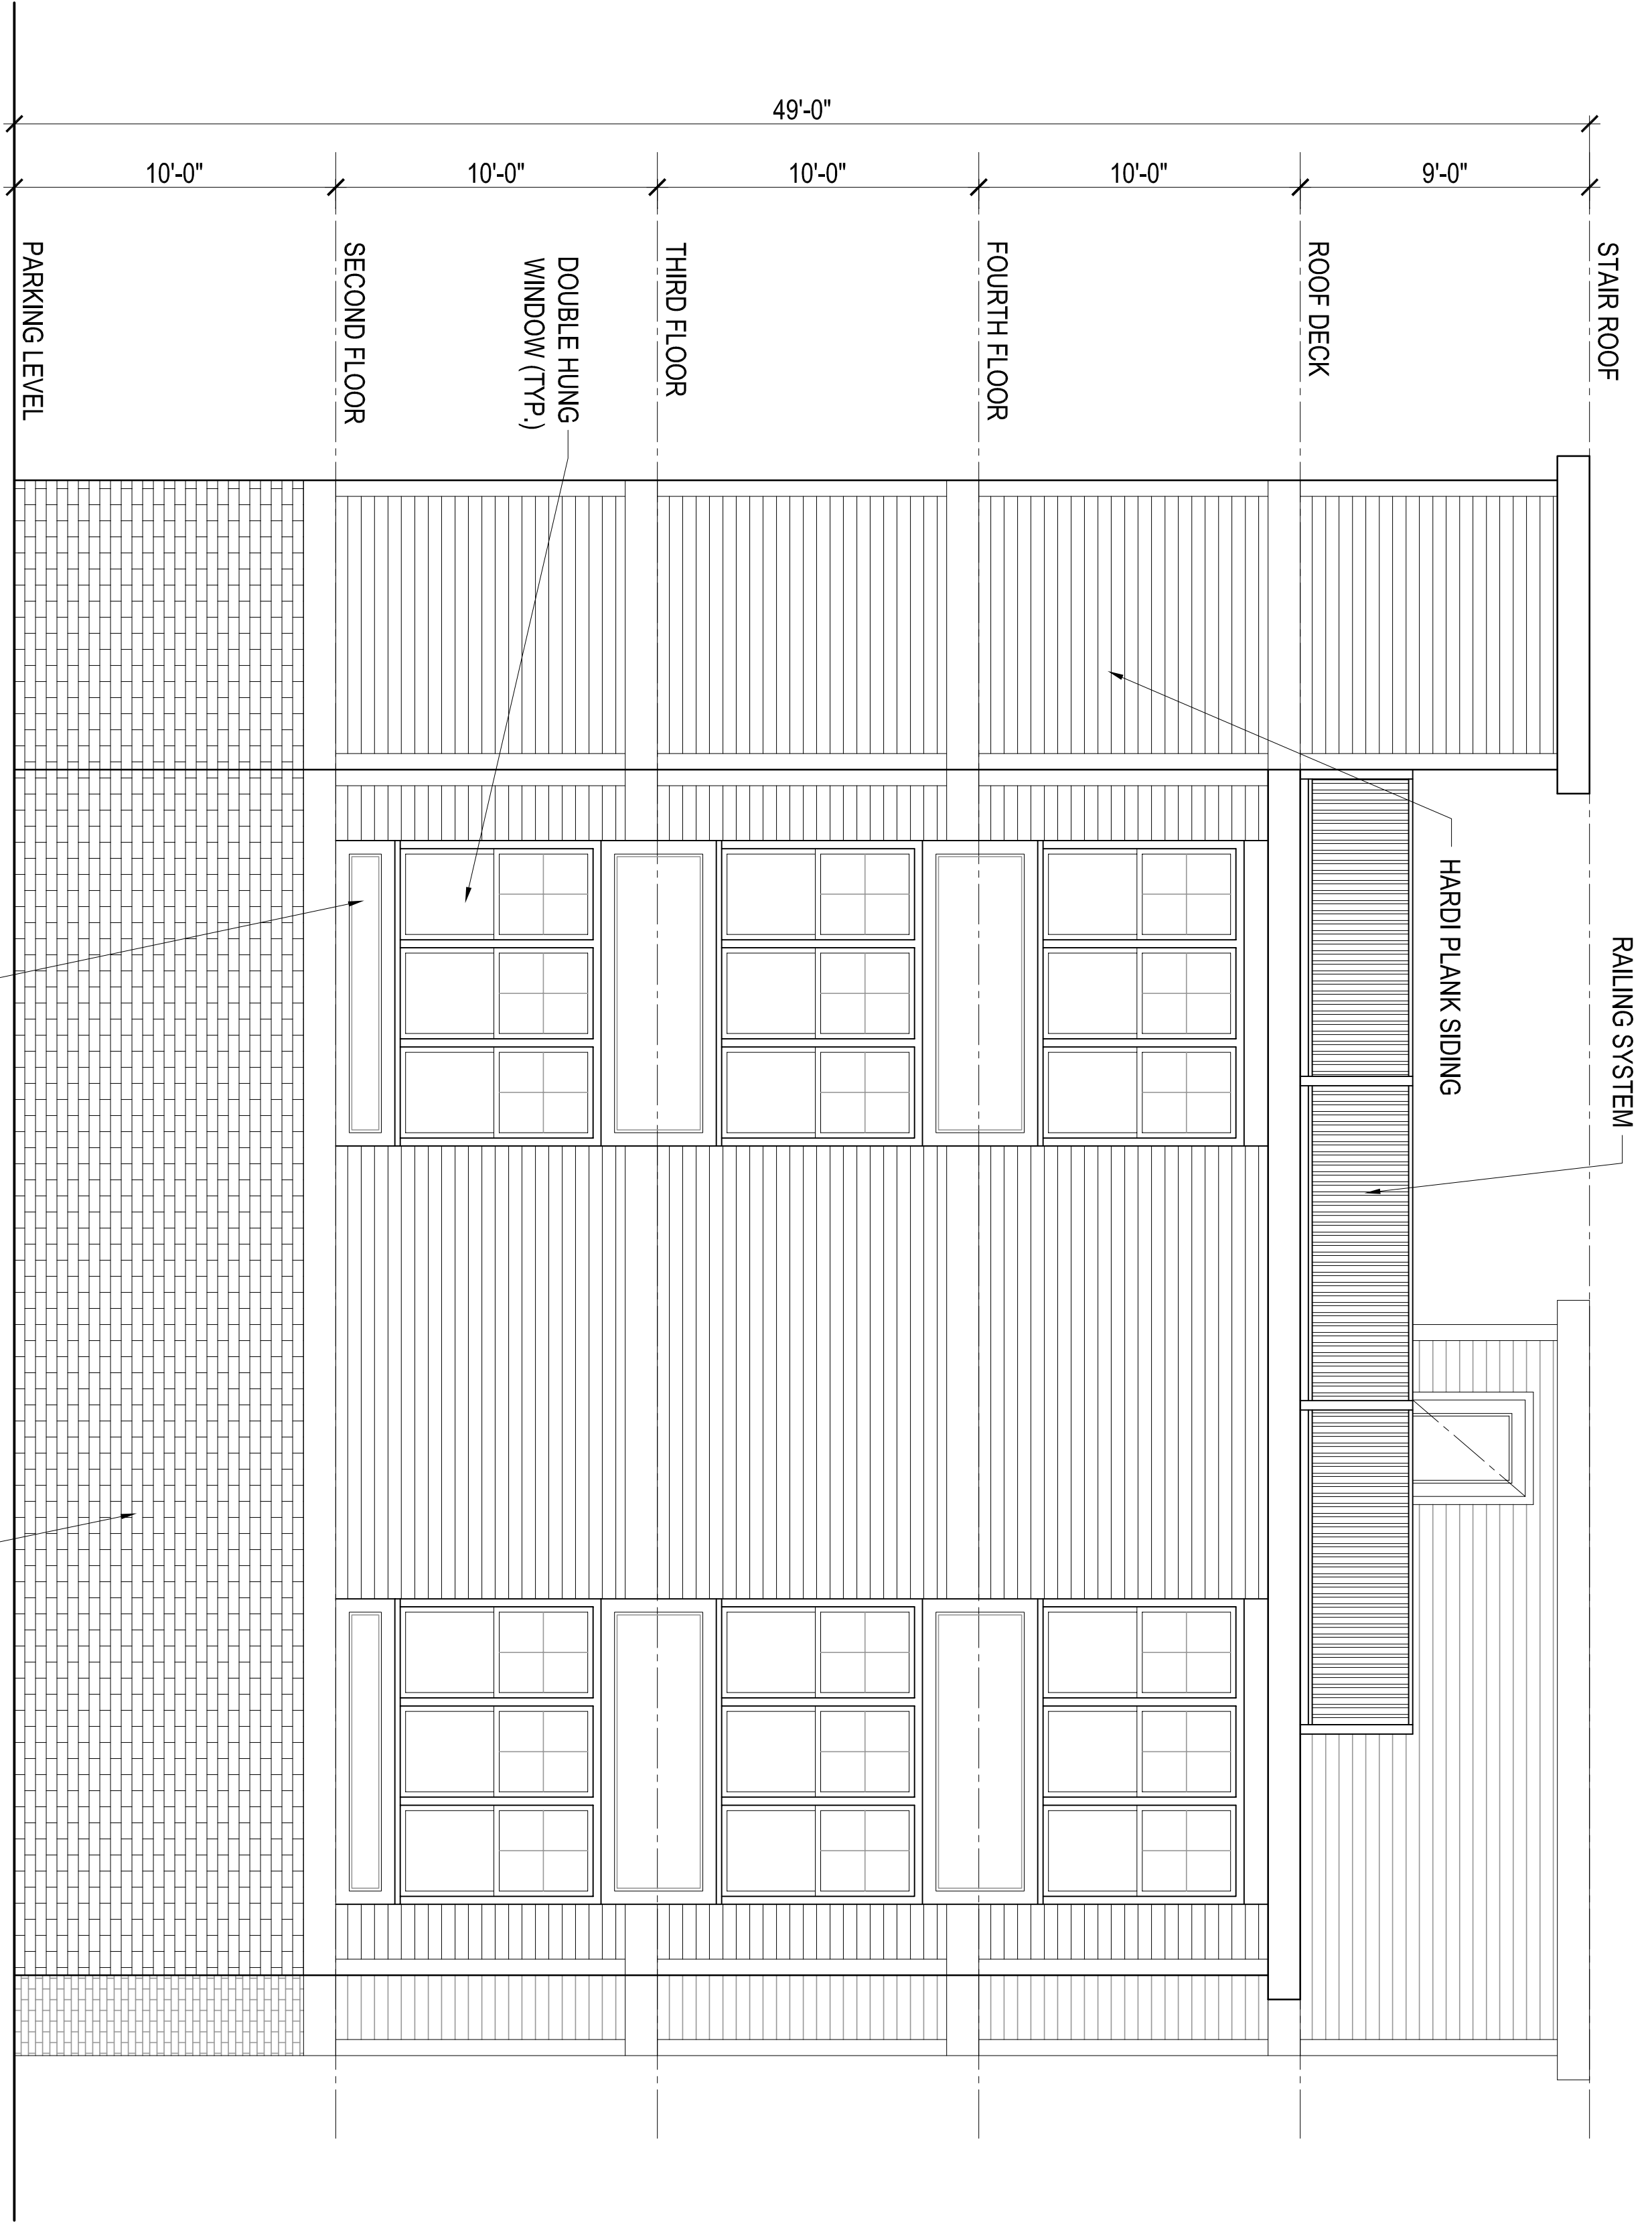 RAILING SYSTEM
STAIR ROOF
HARDI PLANK SIDING
ROOF DECK
FOURTH FLOOR
THIRD FLOOR
DOUBLE HUNG
WINDOW (TYP.)
SECOND FLOOR
PARKING LEVEL
49'-0"
10'-0"
10'-0"
10'-0"
10'-0"
9'-0"